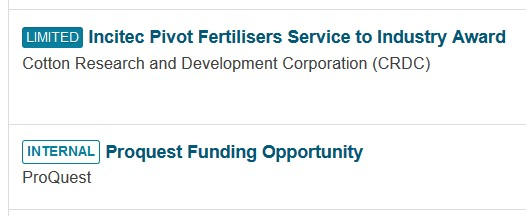 LIMITED Incitec Pivot Fertilisers Service to Industry Award
Cotton Research and Development Corporation (CRDC)
INTERNAL Proquest Funding Opportunity
ProQuest